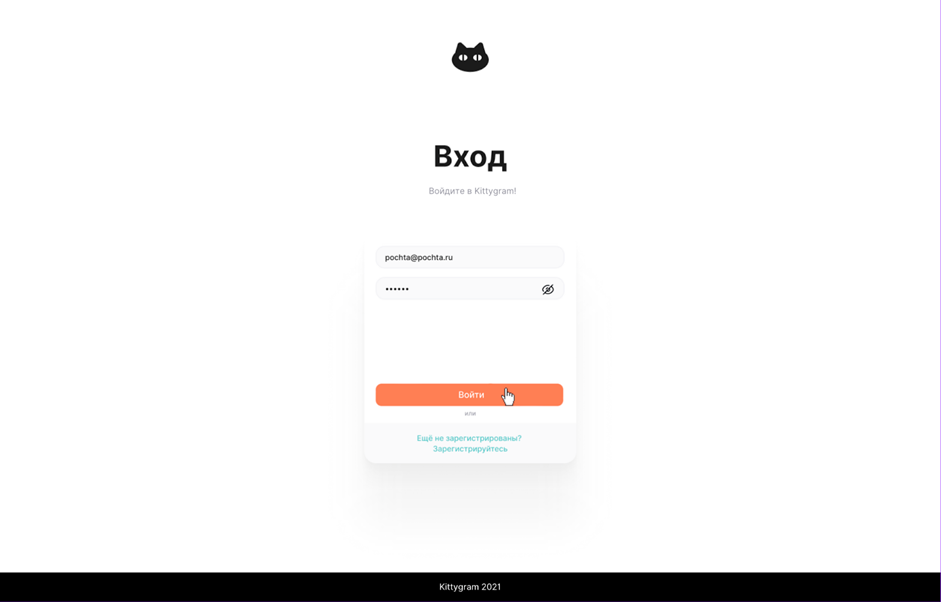 Вход
Войдите в Kittygram!
pochta@pochta.ru
••••••
Войти
или
Ещё не зарегистрированы?
Зарегистрируйтесь
Kittygram 2021